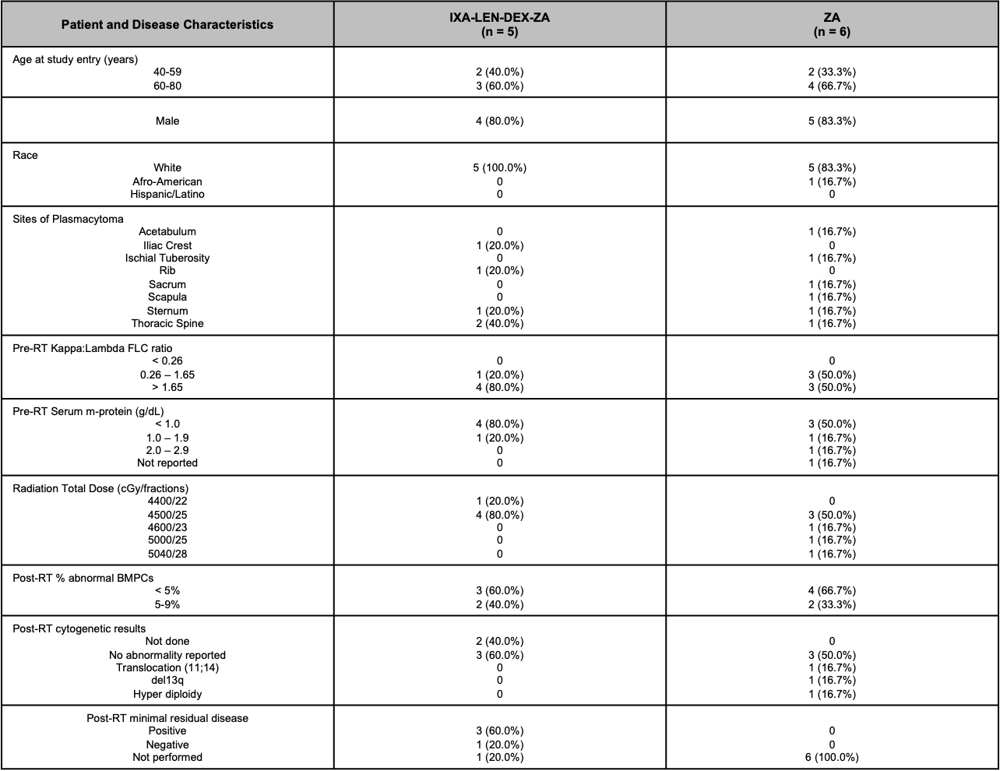 Patient and Disease Characteristics IXA-LEN-DEX-ZA (n = 5) ZA (n = 6)
Age at study entry (years)
40-59 2 (40.0%) 2 (33.3%)
60-80 3 (60.0%) 4 (66.7%)
Male 4 (80.0%) 5 (83.3%)
Race
White 5 (100.0%) 5 (83.3%)
Afro-American 0 1 (16.7%)
Hispanic/Latino 0 0
Sites of Plasmacytoma
Acetabulum 0 1 (16.7%)
Iliac Crest 1 (20.0%) 0
Ischial Tuberosity 0 1 (16.7%)
Rib 1 (20.0%) 0
Sacrum 0 1 (16.7%)
Scapula 0 1 (16.7%)
Sternum 1 (20.0%) 1 (16.7%)
Thoracic Spine 2 (40.0%) 1 (16.7%)
Pre-RT Kappa:Lambda FLC ratio
< 0.26 0 0
0.26 – 1.65 1 (20.0%) 3 (50.0%)
> 1.65 4 (80.0%) 3 (50.0%)
Pre-RT Serum m-protein (g/dL)
< 1.0 4 (80.0%) 3 (50.0%)
1.0 – 1.9 1 (20.0%) 1 (16.7%)
2.0 – 2.9 0 1 (16.7%)
Not reported 0 1 (16.7%)
Radiation Total Dose (cGy/fractions)
4400/22 1 (20.0%) 0
4500/25 4 (80.0%) 3 (50.0%)
4600/23 0 1 (16.7%)
5000/25 0 1 (16.7%)
5040/28 0 1 (16.7%)
Post-RT % abnormal BMPCs
< 5% 3 (60.0%) 4 (66.7%)
5-9% 2 (40.0%) 2 (33.3%)
Post-RT cytogenetic results
Not done 2 (40.0%) 0
No abnormality reported 3 (60.0%) 3 (50.0%)
Translocation (11;14) 0 1 (16.7%)
del13q 0 1 (16.7%)
Hyper diploidy 0 1 (16.7%)
Post-RT minimal residual disease
Positive 3 (60.0%) 0
Negative 1 (20.0%) 0
Not performed 1 (20.0%) 6 (100.0%)